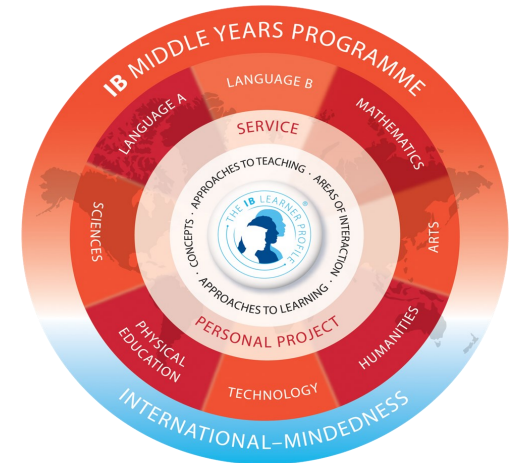 IB MIDDLE YEARS PROGRAMME
LANGUAGE A
LANGUAGE B
MATHEMATICS
SCIENCES
ARTS
PHYSICAL
EDUCATION
TECHNOLOGY
HUMANITIES
SERVICE
PERSONAL PROJECT
· APPROACHES TO TEACHING · AREAS OF INTERACTION · APPROACHES TO LEARNING · CONCEPTS
THE IB LEARNER PROFILE ®
INTERNATIONAL–MINDEDNESS